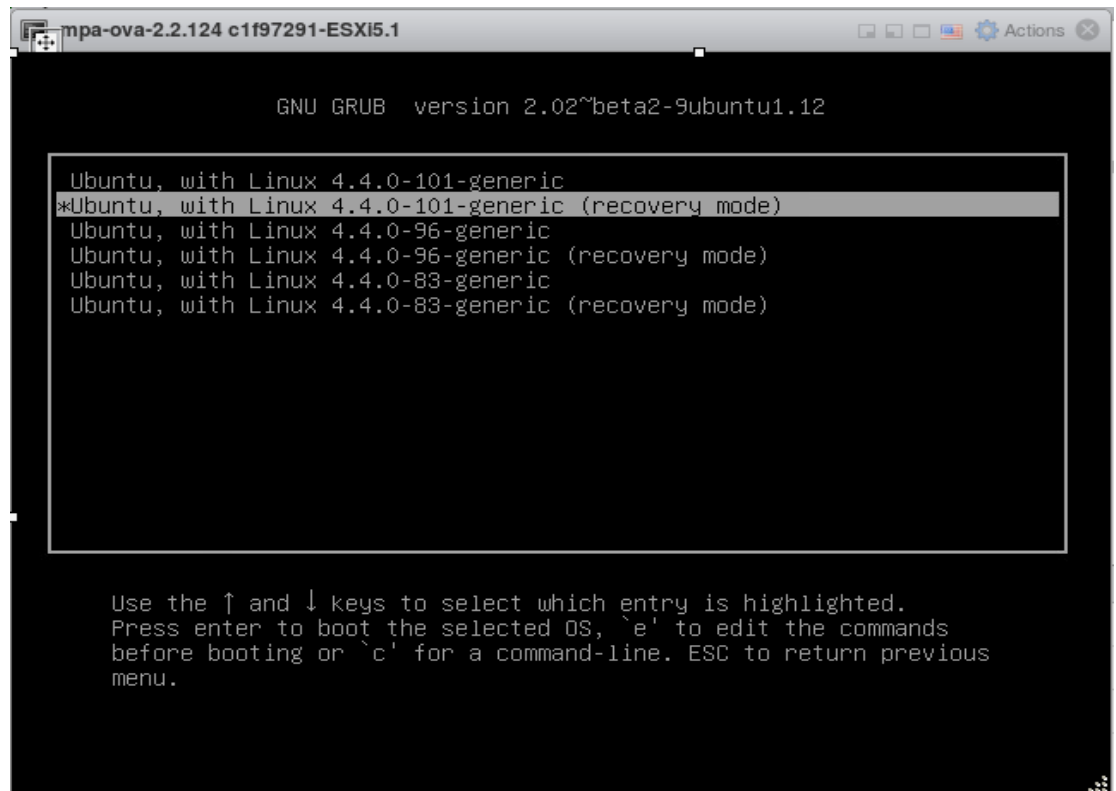 mpa-ova-2.2.124 c1f97291-ESXi5.1
Actions
GNU GRUB version 2.02~beta2-9ubuntu1.12
Ubuntu, with Linux 4.4.0-101-generic
*Ubuntu, with Linux 4.4.0-101-generic (recovery mode)
Ubuntu, with Linux 4.4.0-96-generic
Ubuntu, with Linux 4.4.0-96-generic (recovery mode)
Ubuntu, with Linux 4.4.0-83-generic
Ubuntu, with Linux 4.4.0-83-generic (recovery mode)
Use the ↑ and ↓ keys to select which entry is highlighted.
Press enter to boot the selected OS, `e' to edit the commands
before booting or `c' for a command-line. ESC to return previous
menu.